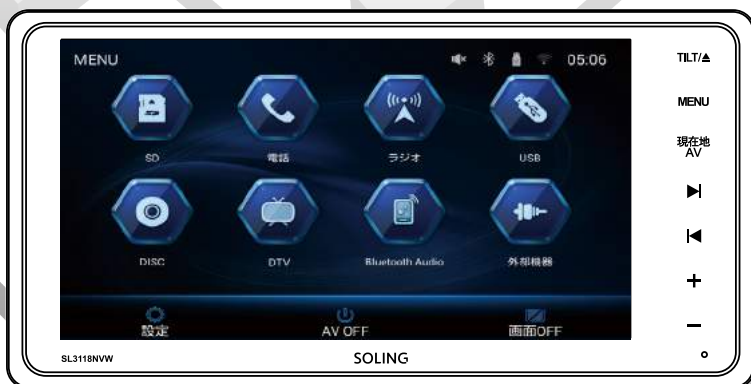 MENU 05:06
SD 電話 ラジオ USB
DISC DTV Bluetooth Audio 外部機器
設定 AV OFF 画面OFF
TILT/⏏
MENU
現在地
AV
+
−
SL3118NVW SOLING